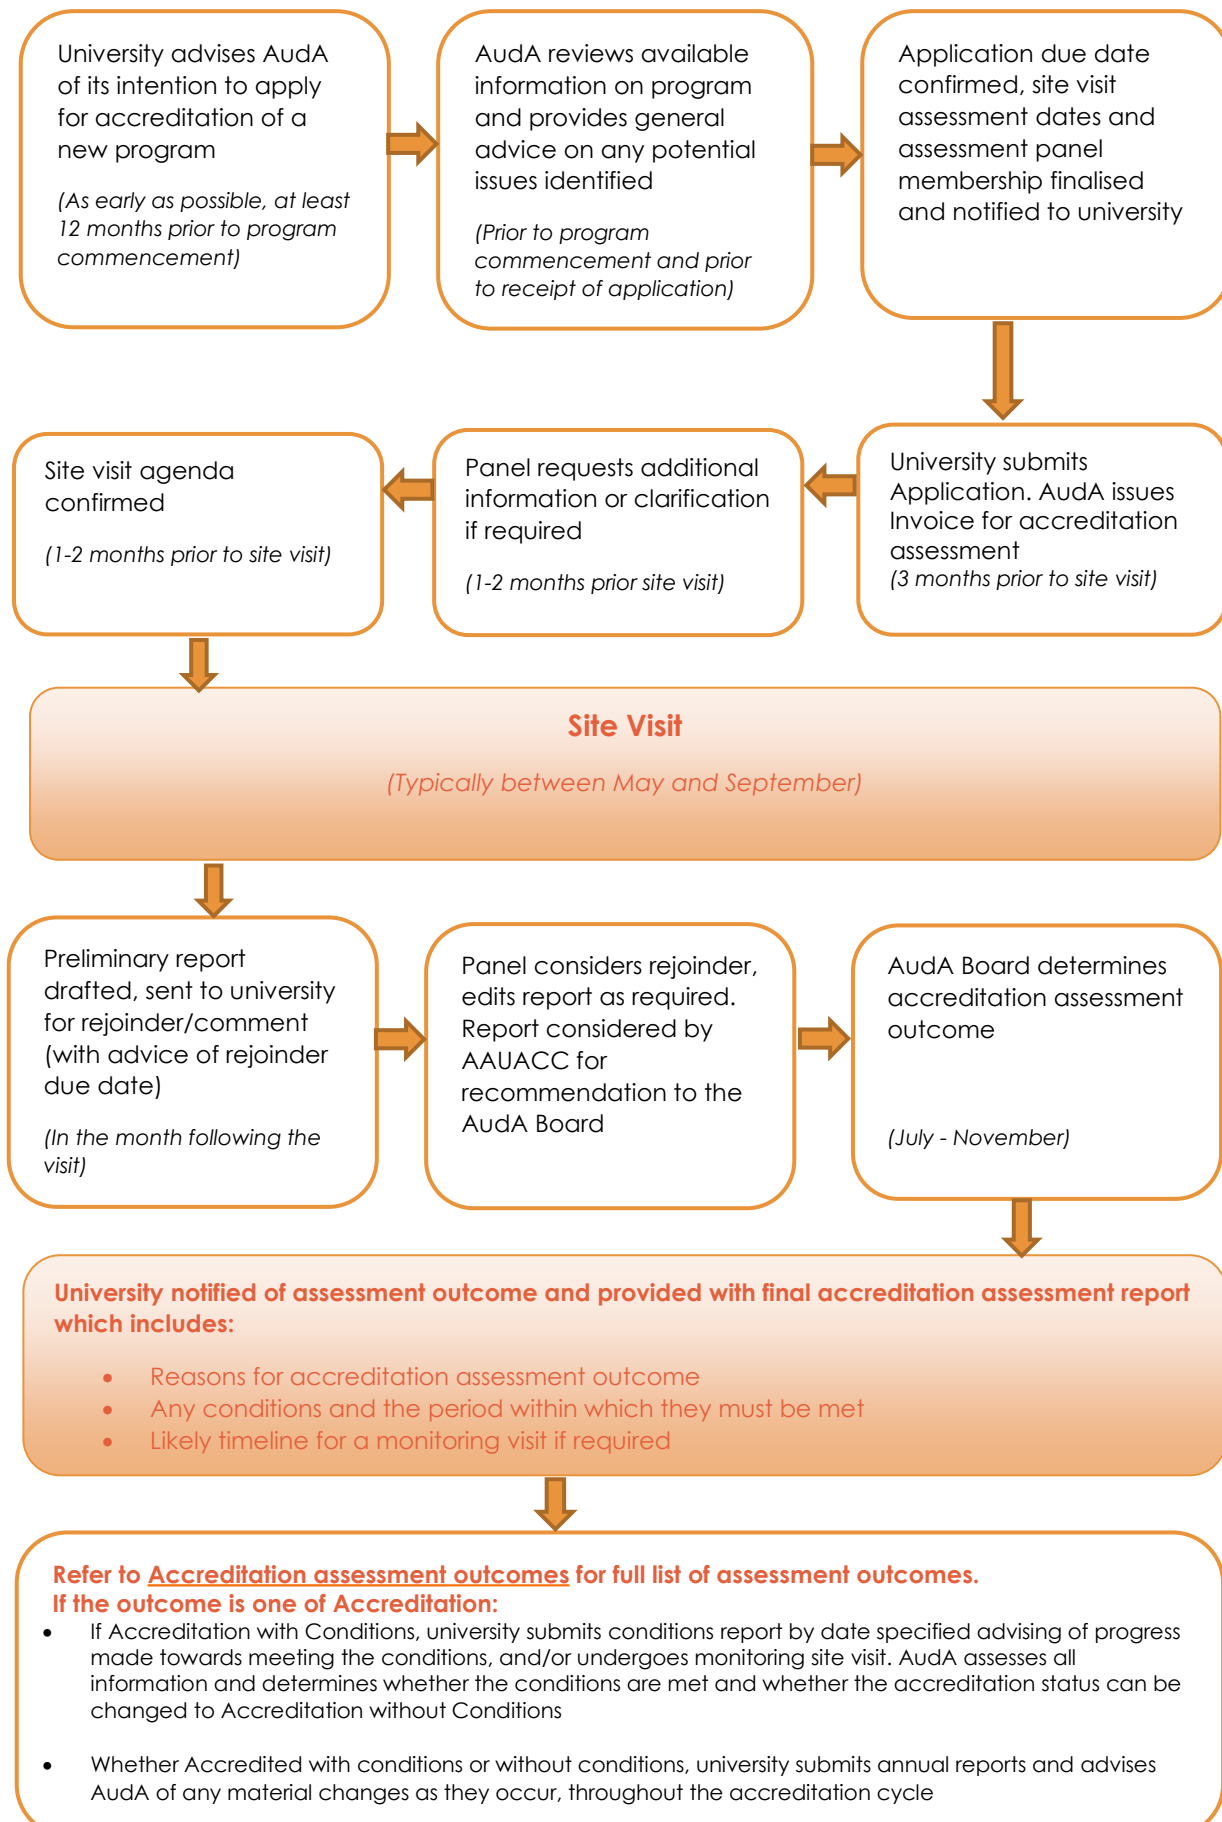 University advises AudA
of its intention to apply
for accreditation of a
new program
(As early as possible, at least
12 months prior to program
commencement)
AudA reviews available
information on program
and provides general
advice on any potential
issues identified
(Prior to program
commencement and prior
to receipt of application)
Application due date
confirmed, site visit
assessment dates and
assessment panel
membership finalised
and notified to university
University submits
Application. AudA issues
Invoice for accreditation
assessment
(3 months prior to site visit)
Panel requests additional
information or clarification
if required
(1-2 months prior site visit)
Site visit agenda
confirmed
(1-2 months prior to site visit)
Site Visit
(Typically between May and September)
Preliminary report
drafted, sent to university
for rejoinder/comment
(with advice of rejoinder
due date)
(In the month following the
visit)
Panel considers rejoinder,
edits report as required.
Report considered by
AAUACC for
recommendation to the
AudA Board
AudA Board determines
accreditation assessment
outcome
(July - November)
University notified of assessment outcome and provided with final accreditation assessment report
which includes:
• Reasons for accreditation assessment outcome
• Any conditions and the period within which they must be met
• Likely timeline for a monitoring visit if required
Refer to Accreditation assessment outcomes for full list of assessment outcomes.
If the outcome is one of Accreditation:
• If Accreditation with Conditions, university submits conditions report by date specified advising of progress
made towards meeting the conditions, and/or undergoes monitoring site visit. AudA assesses all
information and determines whether the conditions are met and whether the accreditation status can be
changed to Accreditation without Conditions
• Whether Accredited with conditions or without conditions, university submits annual reports and advises
AudA of any material changes as they occur, throughout the accreditation cycle